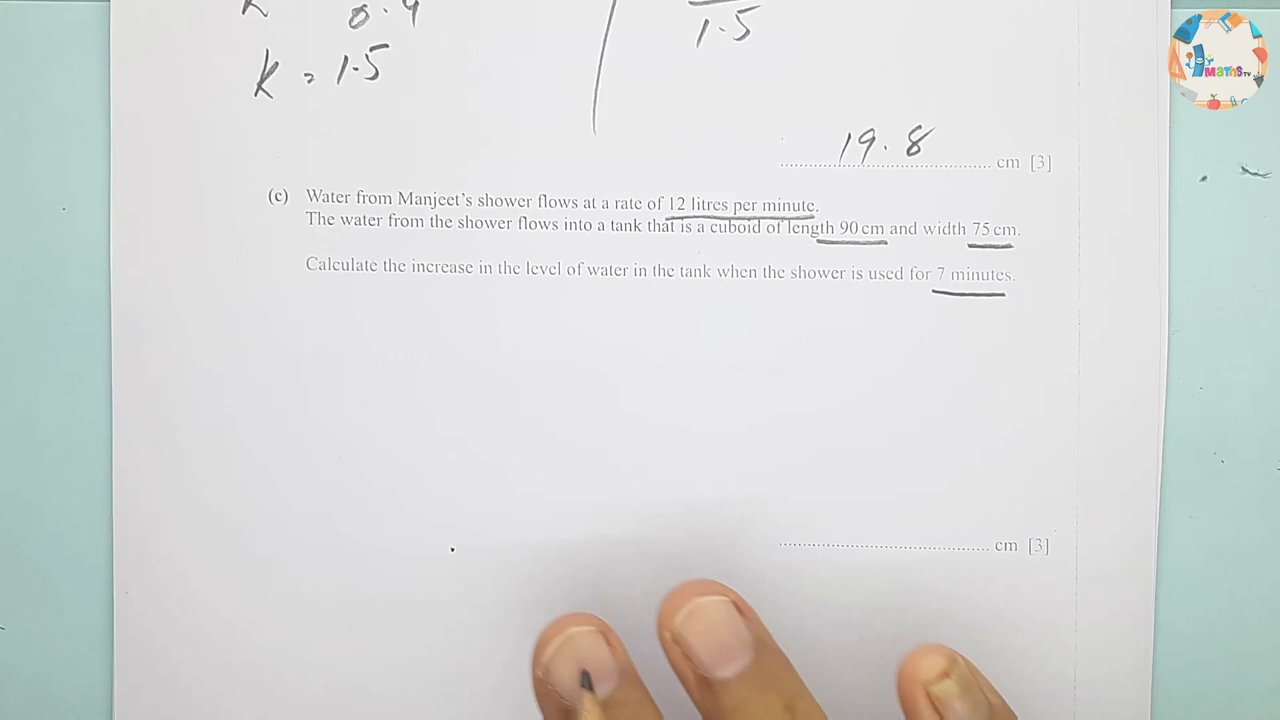 k 0.9
1.5
k = 1.5
MATHS TV
19.8
cm [3]
(c) Water from Manjeet's shower flows at a rate of 12 litres per minute.
The water from the shower flows into a tank that is a cuboid of length 90 cm and width 75 cm.
Calculate the increase in the level of water in the tank when the shower is used for 7 minutes.
cm [3]